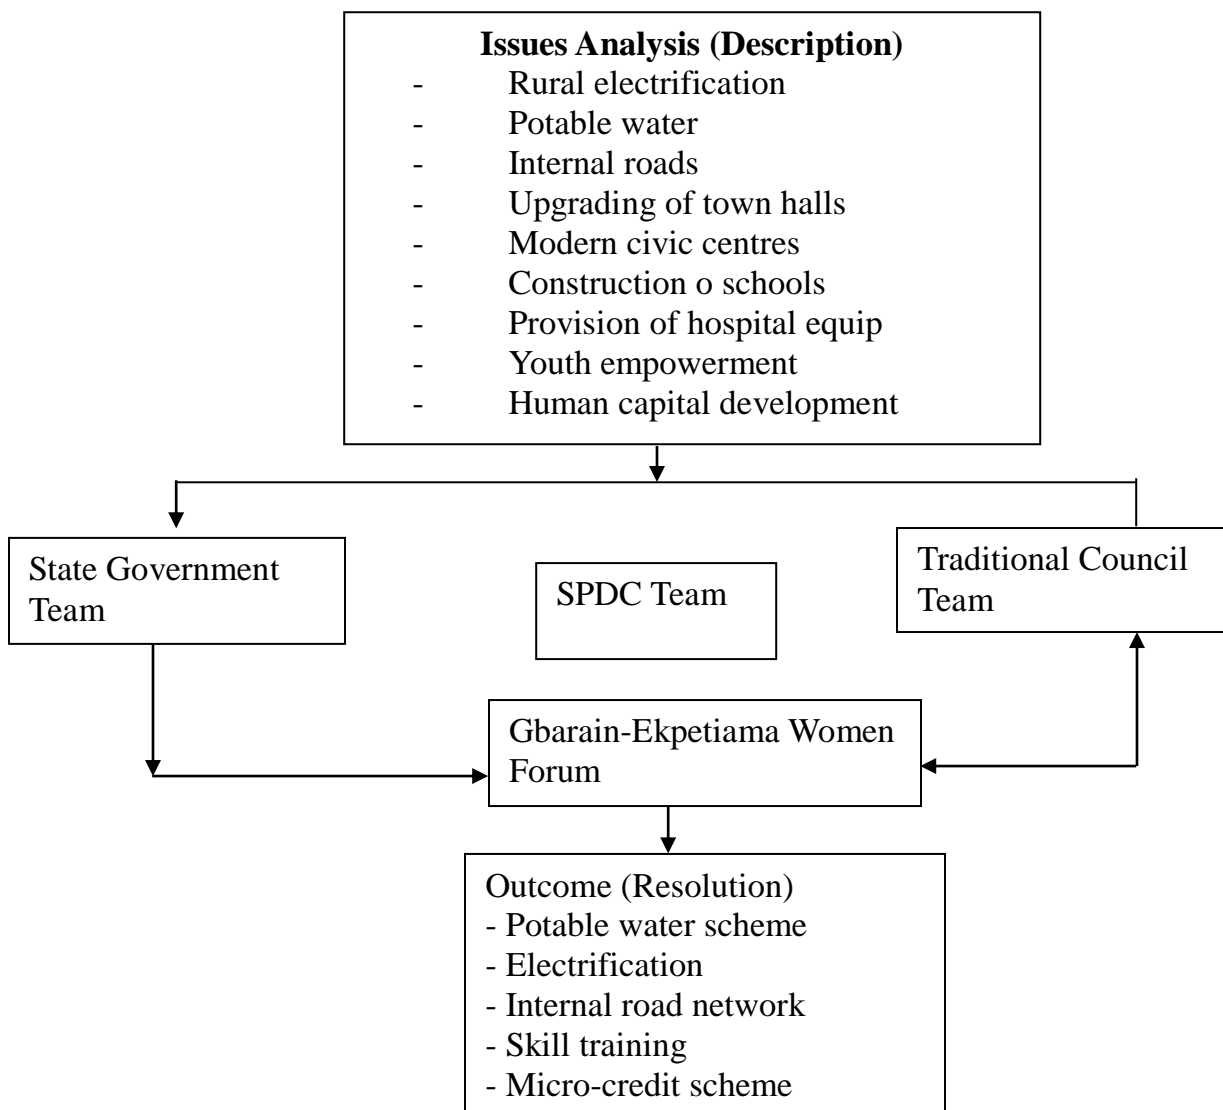 Issues Analysis (Description)
- Rural electrification
- Potable water
- Internal roads
- Upgrading of town halls
- Modern civic centres
- Construction o schools
- Provision of hospital equip
- Youth empowerment
- Human capital development
State Government
Team
SPDC Team
Traditional Council
Team
Gbarain-Ekpetiama Women
Forum
Outcome (Resolution)
- Potable water scheme
- Electrification
- Internal road network
- Skill training
- Micro-credit scheme